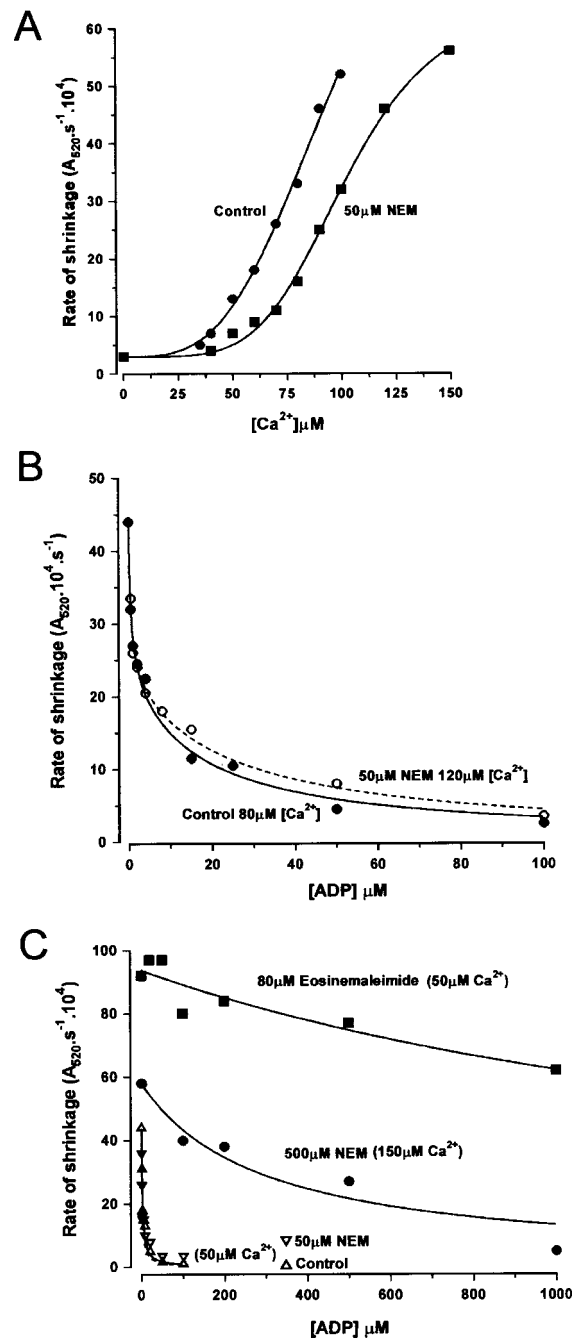 A
Rate of shrinkage (A₅₂₀.s⁻¹.10⁴)
60
50
40
30
20
10
0
Control
50μM NEM
0 25 50 75 100 125 150
[Ca²⁺]μM
B
Rate of shrinkage (A₅₂₀.10⁴.s⁻¹)
50
40
30
20
10
0
50μM NEM 120μM [Ca²⁺]
Control 80μM [Ca²⁺]
0 20 40 60 80 100
[ADP] μM
C
Rate of shrinkage (A₅₂₀.s⁻¹.10⁴)
100
80
60
40
20
0
80μM Eosinemaleimide (50μM Ca²⁺)
500μM NEM (150μM Ca²⁺)
(50μM Ca²⁺)
50μM NEM
Control
0 200 400 600 800 1000
[ADP] μM